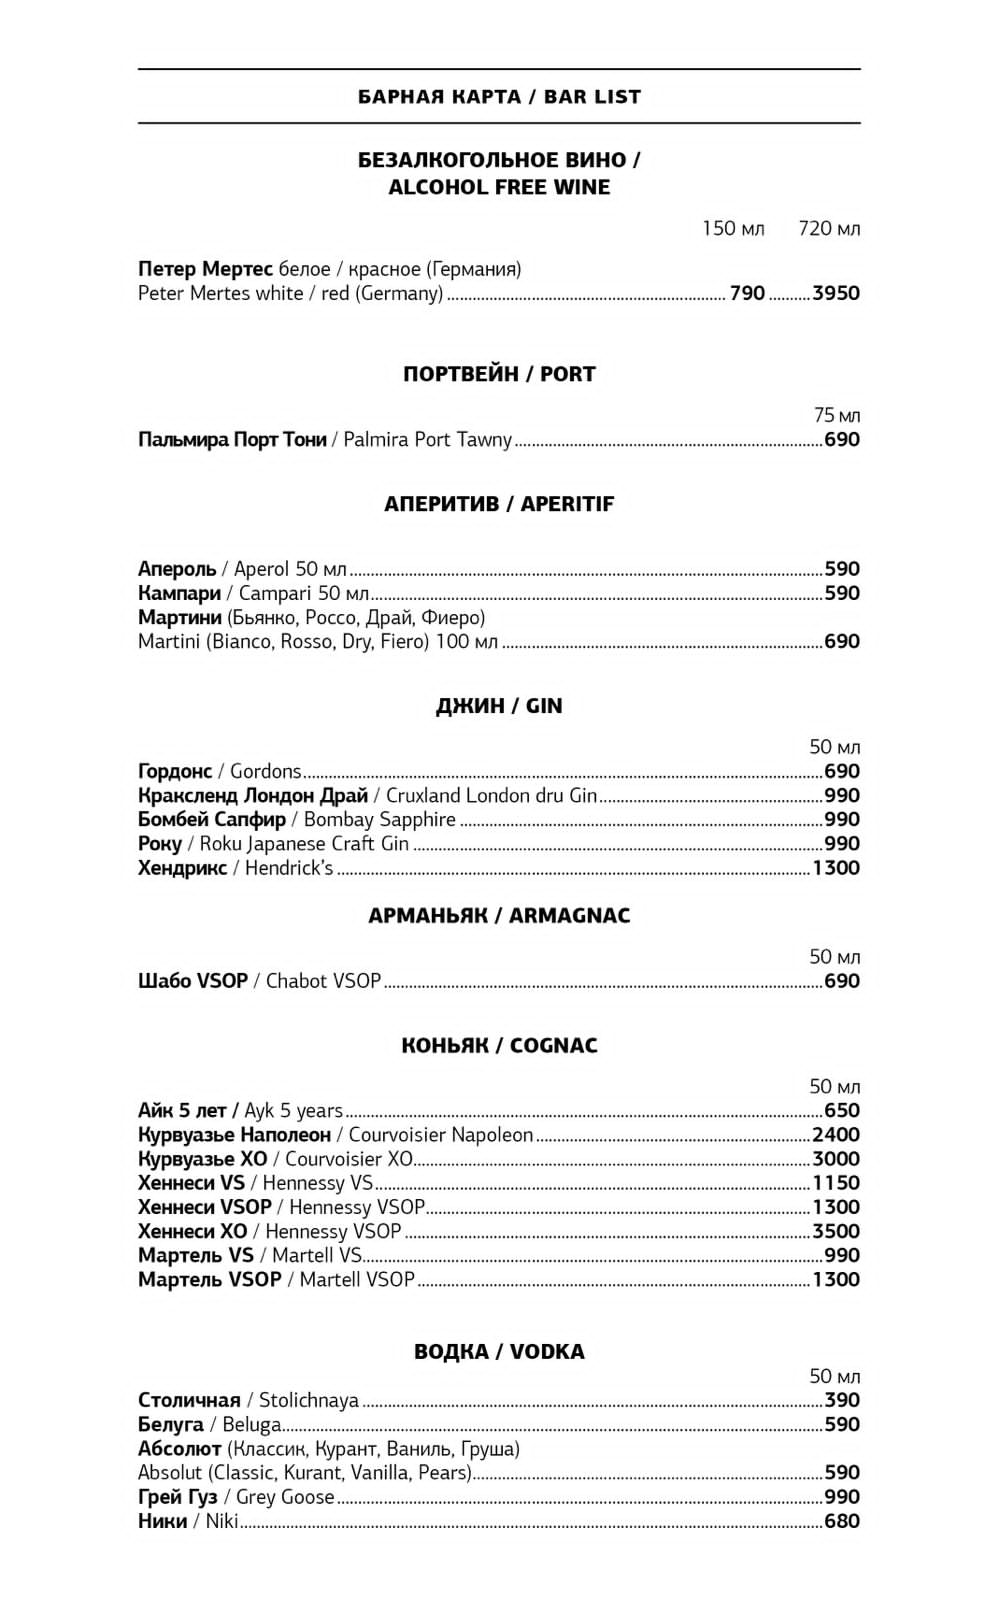 БАРНАЯ КАРТА / BAR LIST
БЕЗАЛКОГОЛЬНОЕ ВИНО /
ALCOHOL FREE WINE
150 мл 720 мл
Петер Мертес белое / красное (Германия)
Peter Mertes white / red (Germany) 790 3950
ПОРТВЕЙН / PORT
75 мл
Пальмира Порт Тони / Palmira Port Tawny 690
АПЕРИТИВ / APERITIF
Апероль / Aperol 50 мл 590
Кампари / Campari 50 мл 590
Мартини (Бьянко, Россо, Драй, Фиеро)
Martini (Bianco, Rosso, Dry, Fiero) 100 мл 690
ДЖИН / GIN
50 мл
Гордонс / Gordons 690
Краксленд Лондон Драй / Cruxland London dru Gin 990
Бомбей Сапфир / Bombay Sapphire 990
Року / Roku Japanese Craft Gin 990
Хендрикс / Hendrick's 1300
АРМАНЬЯК / ARMAGNAC
50 мл
Шабо VSOP / Chabot VSOP 690
КОНЬЯК / COGNAC
50 мл
Айк 5 лет / Ayk 5 years 650
Курвуазье Наполеон / Courvoisier Napoleon 2400
Курвуазье ХО / Courvoisier XO 3000
Хеннеси VS / Hennessy VS 1150
Хеннеси VSOP / Hennessy VSOP 1300
Хеннеси ХО / Hennessy VSOP 3500
Мартель VS / Martell VS 990
Мартель VSOP / Martell VSOP 1300
ВОДКА / VODKA
50 мл
Столичная / Stolichnaya 390
Белуга / Beluga 590
Абсолют (Классик, Курант, Ваниль, Груша)
Absolut (Classic, Kurant, Vanilla, Pears) 590
Грей Гуз / Grey Goose 990
Ники / Niki 680